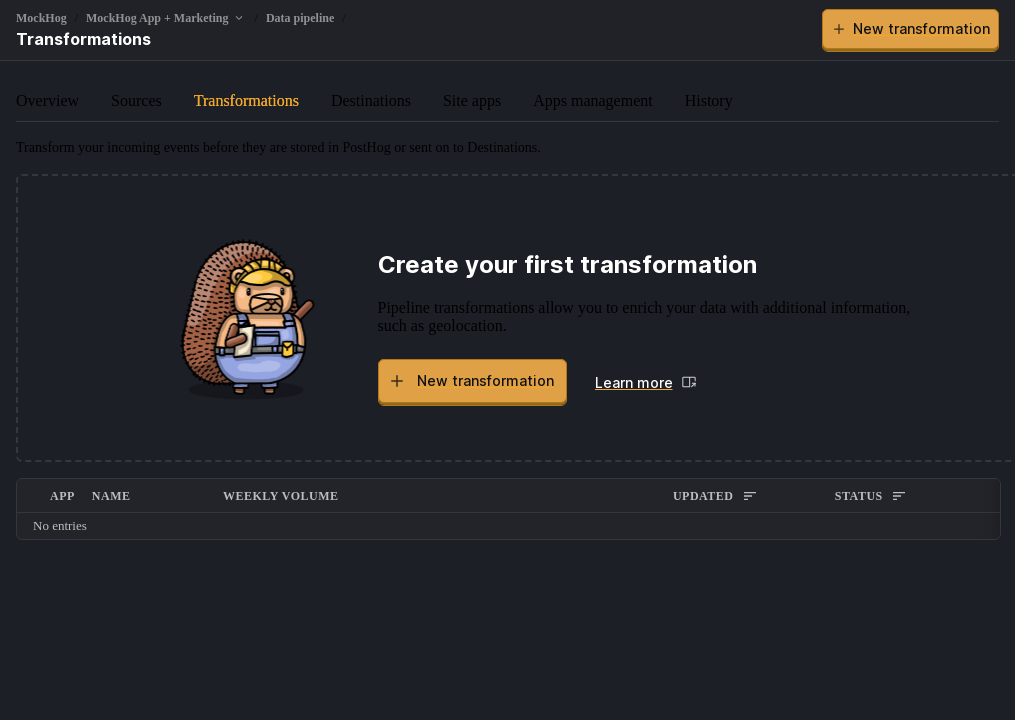 MockHog / MockHog App + Marketing / Data pipeline /
Transformations
New transformation
Overview Sources Transformations Destinations Site apps Apps management History
Transform your incoming events before they are stored in PostHog or sent on to Destinations.
Create your first transformation
Pipeline transformations allow you to enrich your data with additional information,
such as geolocation.
New transformation Learn more
APP NAME WEEKLY VOLUME UPDATED STATUS
No entries